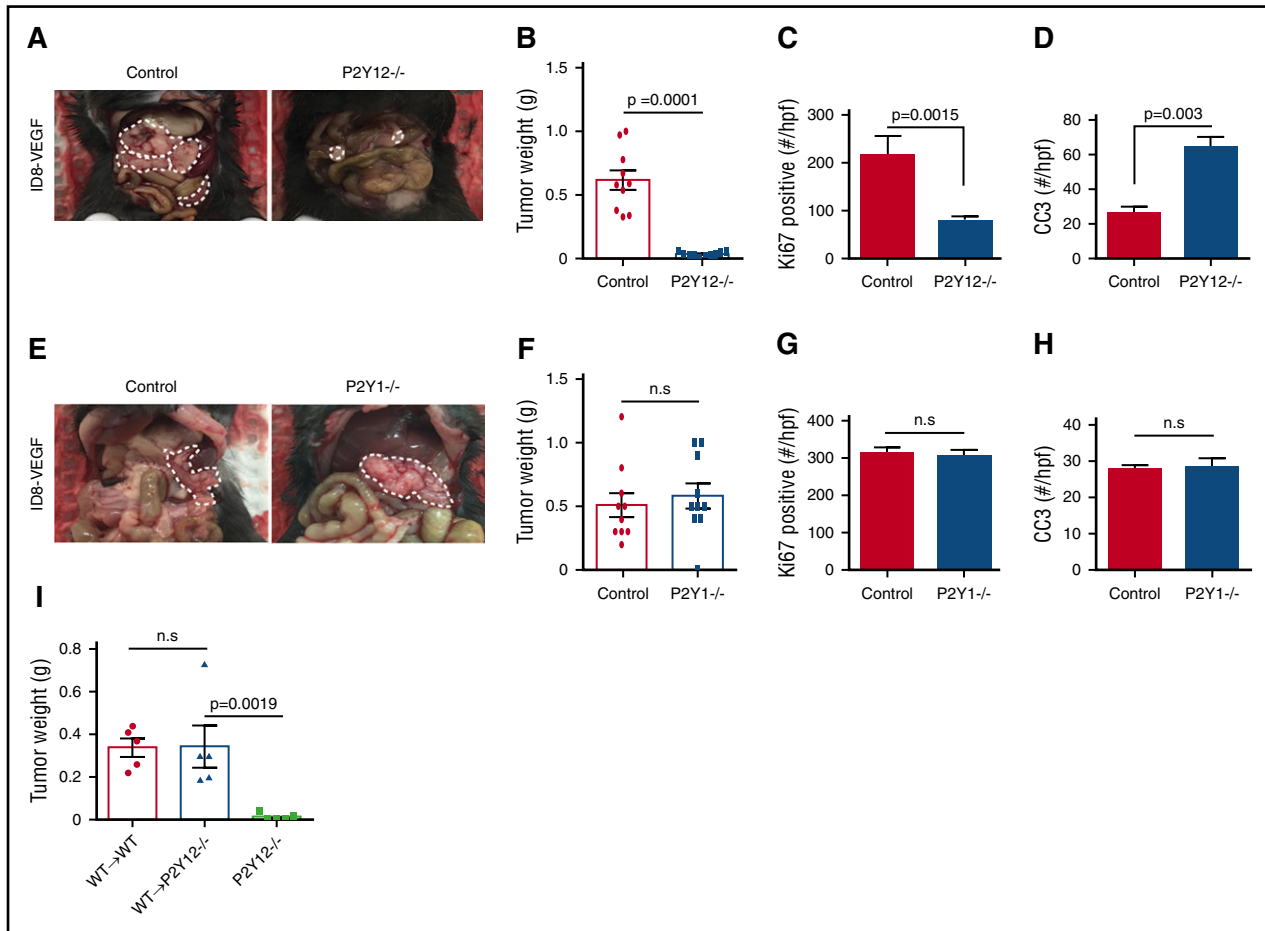 A
Control
P2Y12-/-
ID8-VEGF
B
Tumor weight (g)
1.5
1.0
0.5
0
p =0.0001
Control
P2Y12-/-
C
Ki67 positive (#/hpf)
300
200
100
0
p=0.0015
Control
P2Y12-/-
D
CC3 (#/hpf)
80
60
40
20
0
p=0.003
Control
P2Y12-/-
E
Control
P2Y1-/-
ID8-VEGF
F
Tumor weight (g)
1.5
1.0
0.5
0
n.s
Control
P2Y1-/-
G
Ki67 positive (#/hpf)
400
300
200
100
0
n.s
Control
P2Y1-/-
H
CC3 (#/hpf)
40
30
20
10
0
n.s
Control
P2Y1-/-
I
Tumor weight (g)
0.8
0.6
0.4
0.2
0
n.s
p=0.0019
WT→WT
WT→P2Y12-/-
P2Y12-/-